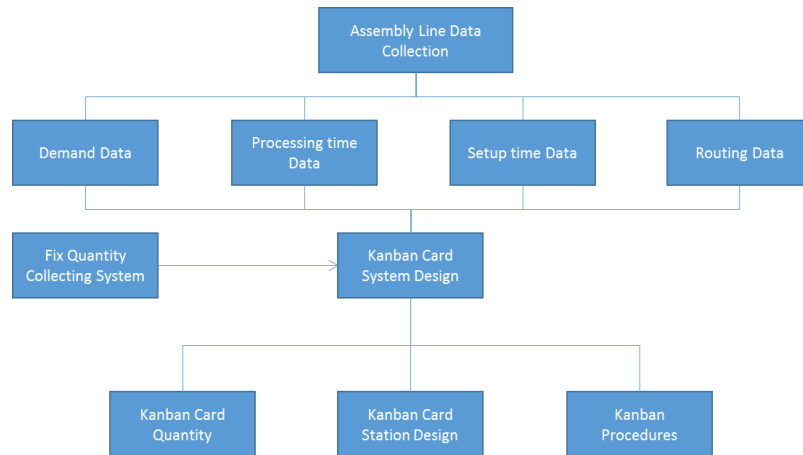 Assembly Line Data
Collection
Demand Data
Processing time
Data
Setup time Data
Routing Data
Fix Quantity
Collecting System
Kanban Card
System Design
Kanban Card
Quantity
Kanban Card
Station Design
Kanban
Procedures